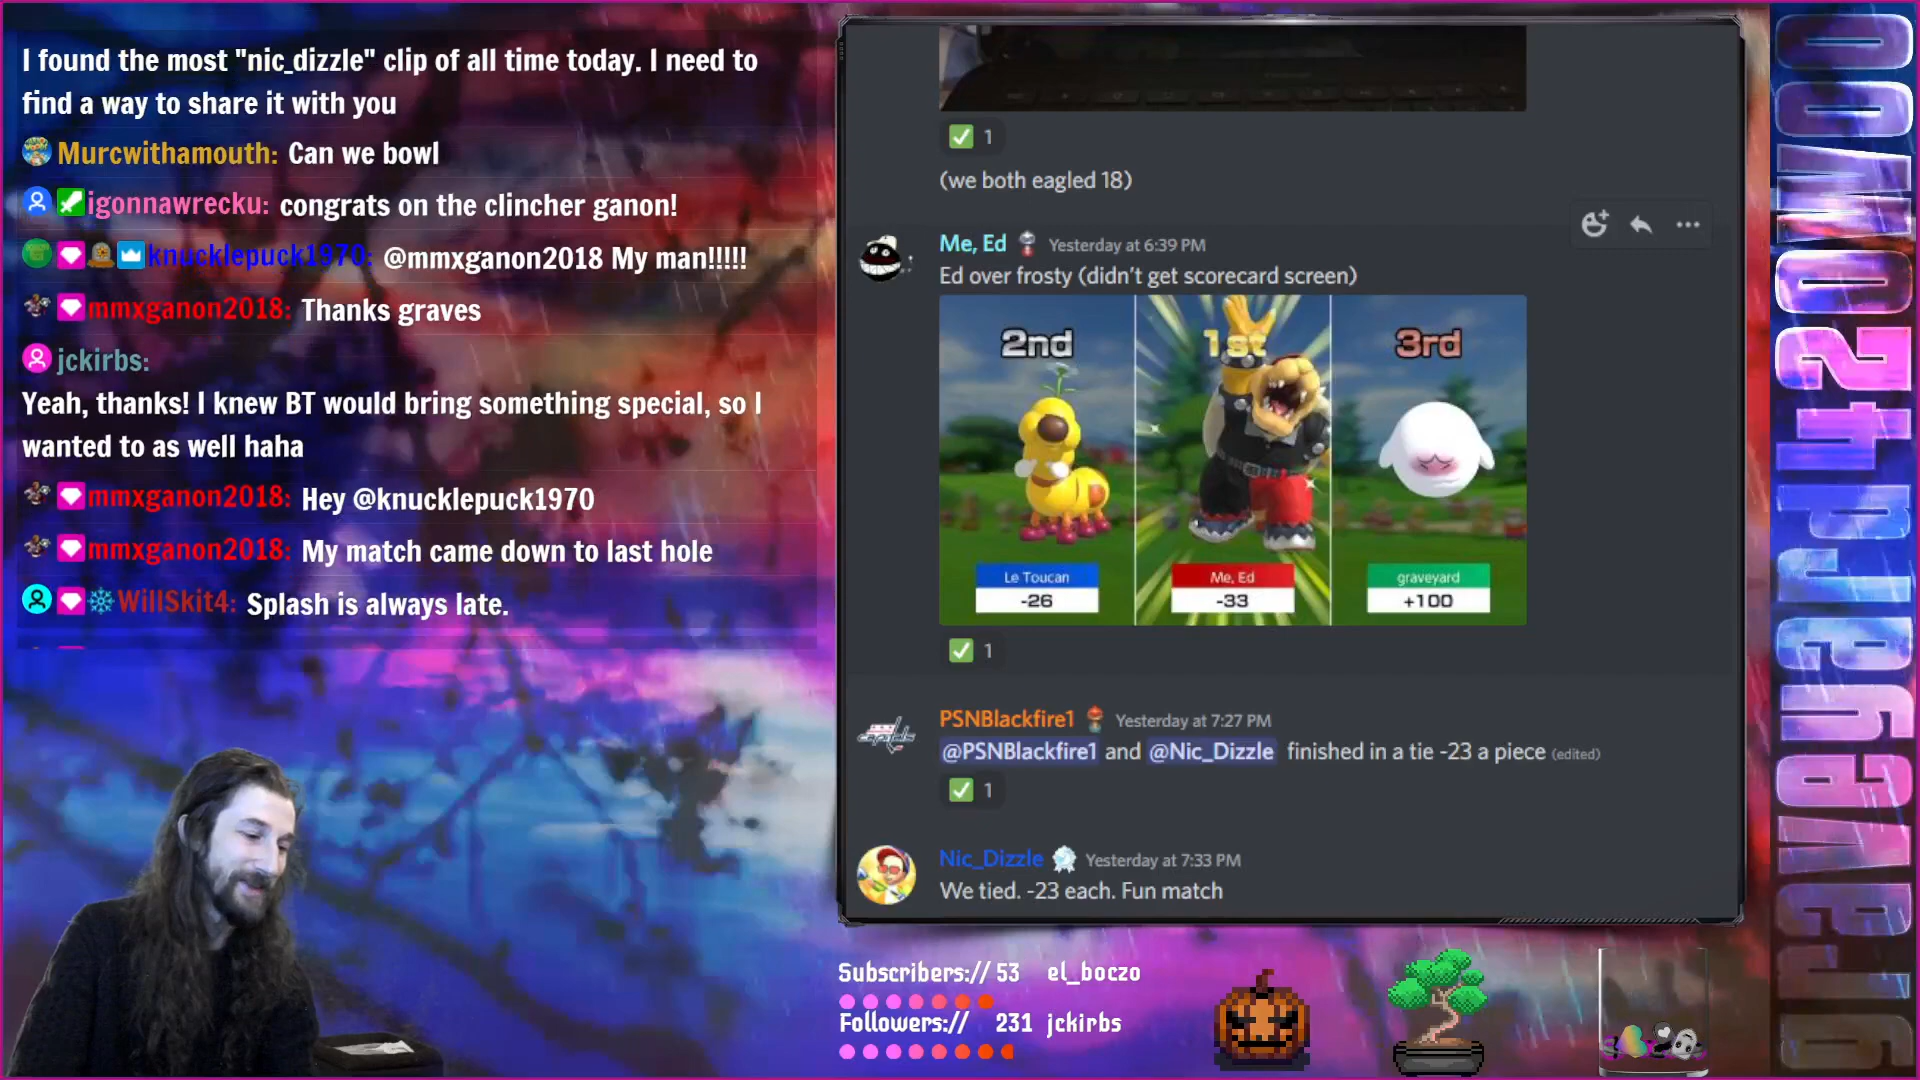 I found the most "nic_dizzle" clip of all time today. I need to
find a way to share it with you
Murcwithamouth: Can we bowl
igonnawrecku: congrats on the clincher ganon!
knucklepuck1970: @mmxganon2018 My man!!!!!
mmxganon2018: Thanks graves
jckirbs:
Yeah, thanks! I knew BT would bring something special, so I
wanted to as well haha
mmxganon2018: Hey @knucklepuck1970
mmxganon2018: My match came down to last hole
WillSkit4: Splash is always late.
1
(we both eagled 18)
Me, Ed Yesterday at 6:39 PM
Ed over frosty (didn't get scorecard screen)
2nd
1st
3rd
Le Toucan
-26
Me, Ed
-33
graveyard
+100
1
PSNBlackfire1 Yesterday at 7:27 PM
@PSNBlackfire1 and @Nic_Dizzle finished in a tie -23 a piece (edited)
1
Nic_Dizzle Yesterday at 7:33 PM
We tied. -23 each. Fun match
Subscribers:// 53 el_boczo
Followers:// 231 jckirbs
capitals